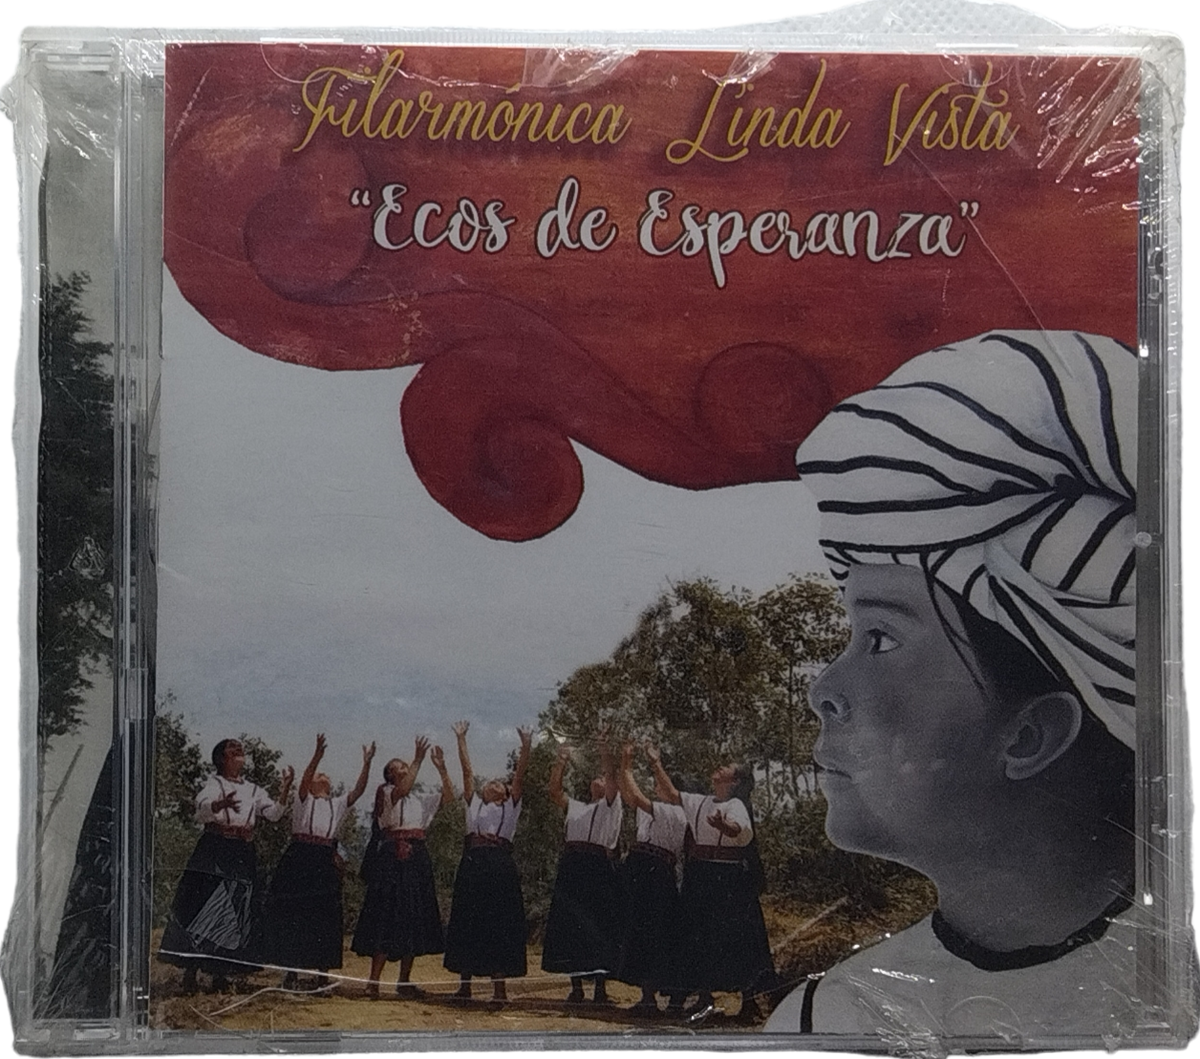 Filarmónica Linda Vista
“Ecos de Esperanza”